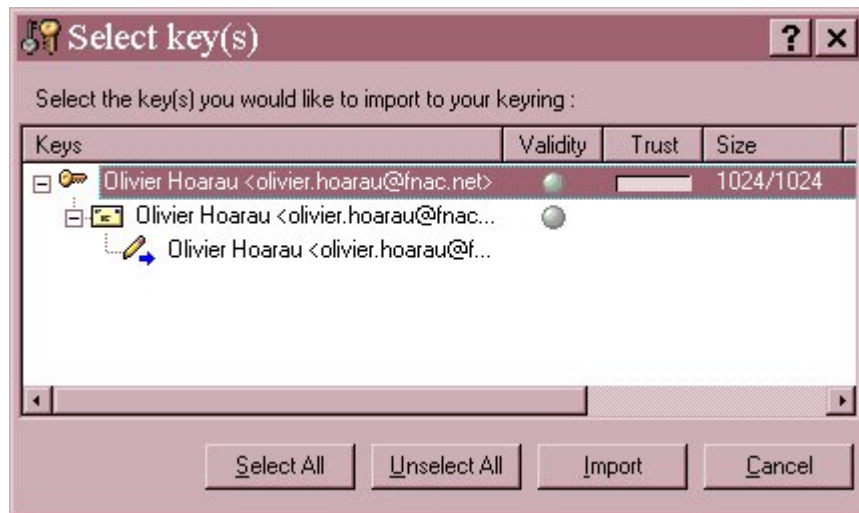 Select key(s)
Select the key(s) you would like to import to your keyring :
Keys Validity Trust Size
Olivier Hoarau <olivier.hoarau@fnac.net> 1024/1024
Olivier Hoarau <olivier.hoarau@fnac...
Olivier Hoarau <olivier.hoarau@f...
Select All Unselect All Import Cancel